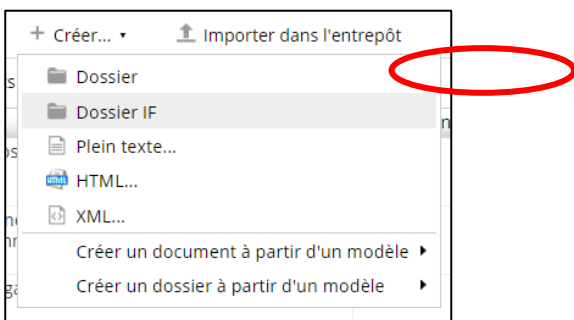 + Créer... ▾ Importer dans l'entrepôt
Dossier
Dossier IF
Plein texte...
HTML...
XML...
Créer un document à partir d'un modèle
Créer un dossier à partir d'un modèle